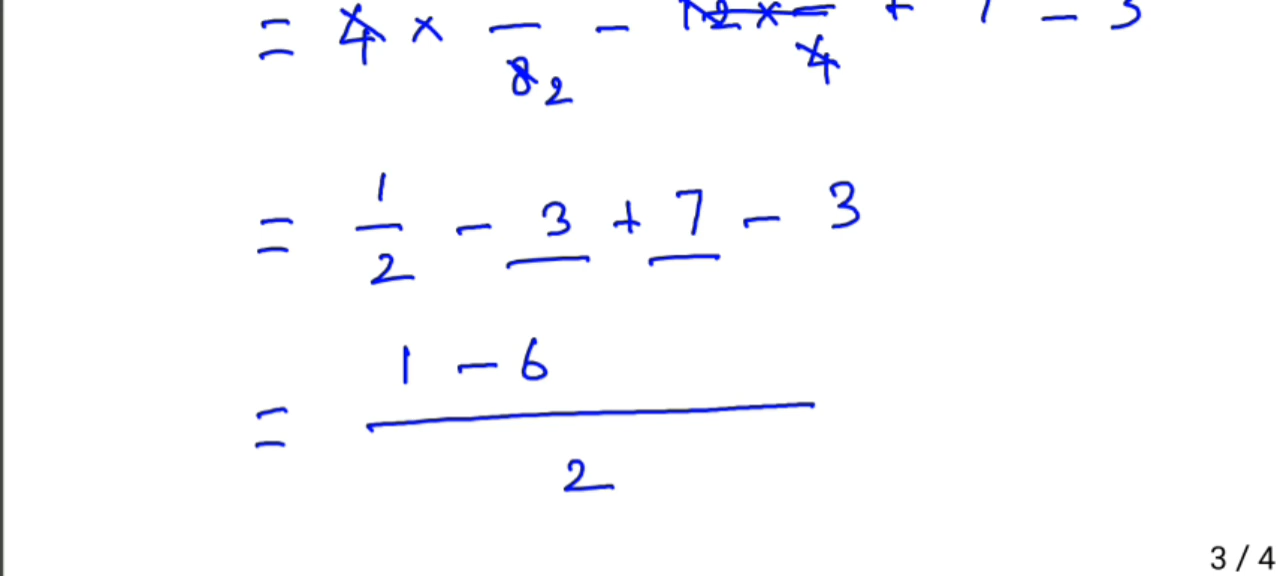 = 4 × — 8 2 — 12 × — 4 + 7 — 3
= 1/2 - 3 + 7 - 3
= 1 - 6 / 2
3 / 4